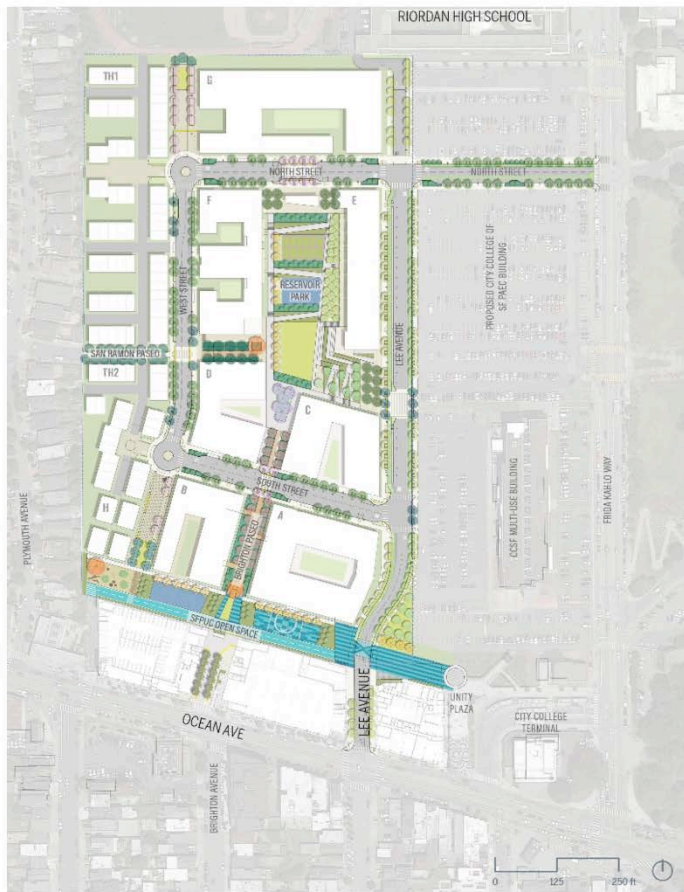 RIORDAN HIGH SCHOOL
TH1
G
NORTH STREET
NORTH STREET
F
E
WEST STREET
RESERVOIR
PARK
LEE AVENUE
PROPOSED CITY COLLEGE OF
SF PAEC BUILDING
SAN RAMON PASEO
TH2
D
C
SOUTH STREET
PLYMOUTH AVENUE
H
B
BRIGHTON PASEO
A
CCSF MULTI-USE BUILDING
FRIDA KAHLO WAY
SFPUC OPEN SPACE
UNITY
PLAZA
OCEAN AVE
LEE AVENUE
CITY COLLEGE
TERMINAL
BRIGHTON AVENUE
0 125 250 ft